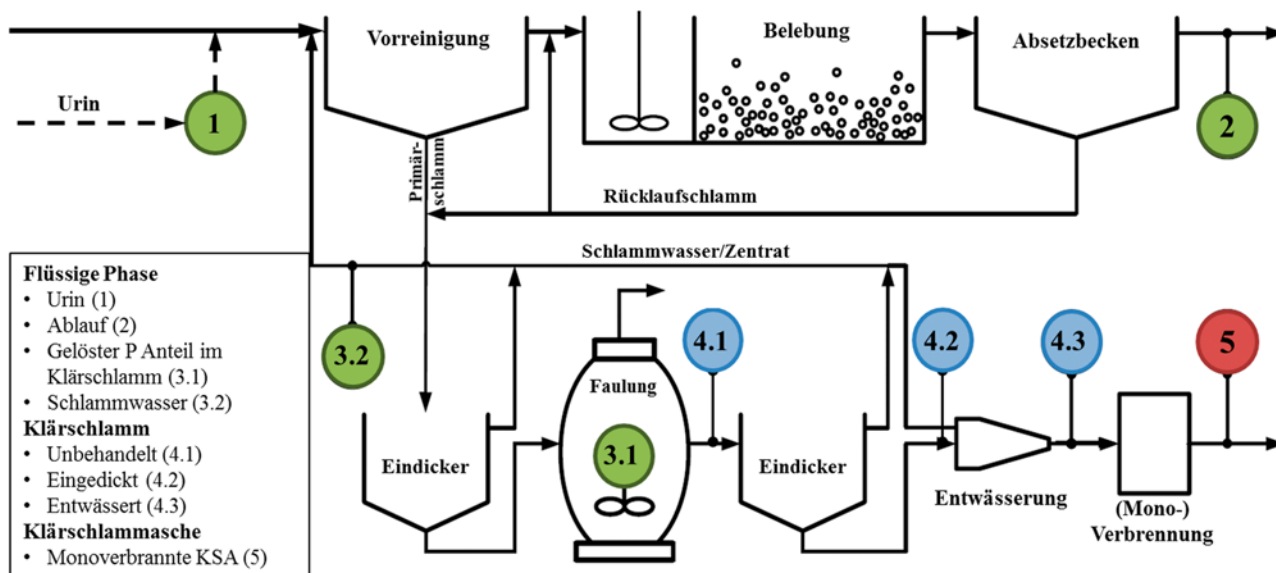 Vorreinigung
Belebung
Absetzbecken
Urin
1
2
Primär-
schlamm
Rücklaufschlamm
Schlammwasser/Zentrat
Flüssige Phase
• Urin (1)
• Ablauf (2)
• Gelöster P Anteil im
Klärschlamm (3.1)
• Schlammwasser (3.2)
Klärschlamm
• Unbehandelt (4.1)
• Eingedickt (4.2)
• Entwässert (4.3)
Klärschlammasche
• Monoverbrannte KSA (5)
3.2
4.1
4.2
4.3
5
Faulung
3.1
Eindicker
Eindicker
Entwässerung
(Mono-)
Verbrennung